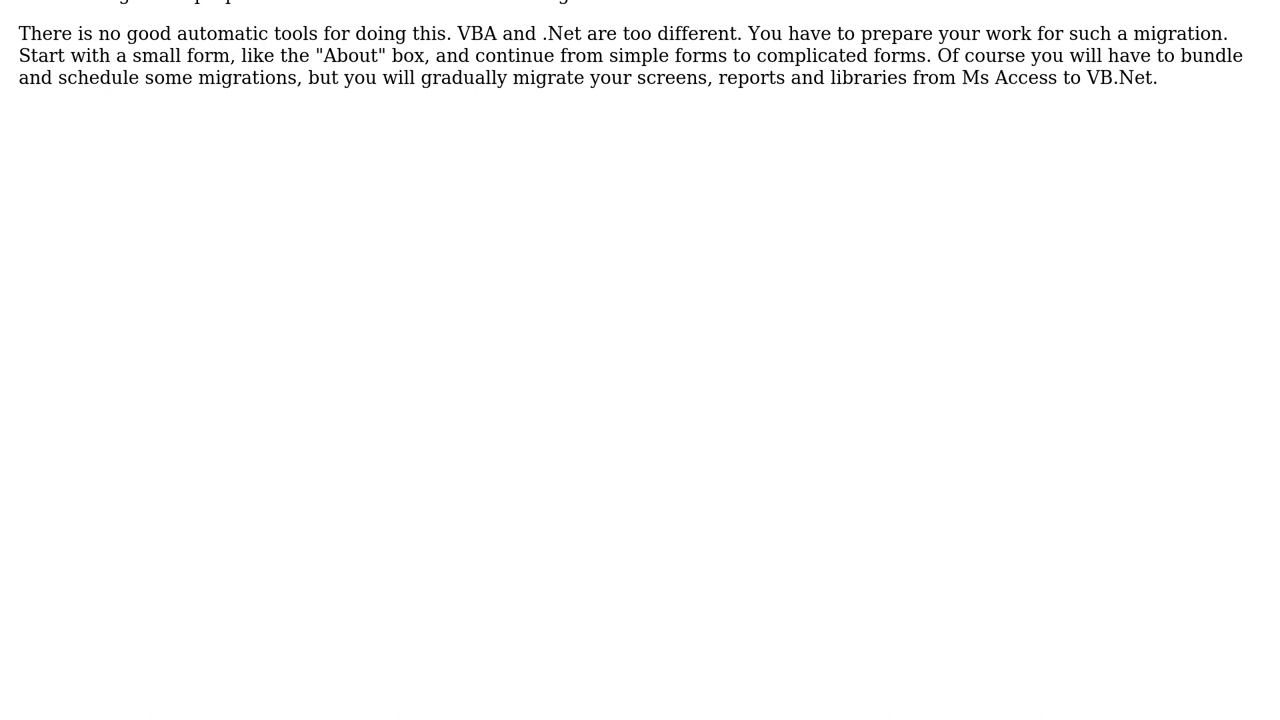 There is no good automatic tools for doing this. VBA and .Net are too different. You have to prepare your work for such a migration.
Start with a small form, like the "About" box, and continue from simple forms to complicated forms. Of course you will have to bundle
and schedule some migrations, but you will gradually migrate your screens, reports and libraries from Ms Access to VB.Net.